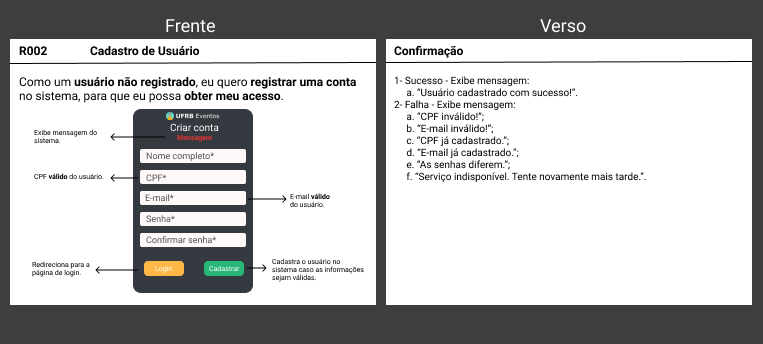 Frente
R002 Cadastro de Usuário
Como um usuário não registrado, eu quero registrar uma conta
no sistema, para que eu possa obter meu acesso.
UFRB Eventos
Criar conta
Mensagem
Exibe mensagem do
sistema.
Nome completo*
CPF*
CPF válido do usuário.
E-mail*
E-mail válido
do usuário.
Senha*
Confirmar senha*
Redireciona para a
página de login.
Login
Cadastrar
Cadastra o usuário no
sistema caso as informações
sejam válidas.
Verso
Confirmação
1- Sucesso - Exibe mensagem:
a. “Usuário cadastrado com sucesso!”.
2- Falha - Exibe mensagem:
a. “CPF inválido!”;
b. “E-mail inválido!”;
c. “CPF já cadastrado.”;
d. “E-mail já cadastrado.”;
e. “As senhas diferem.”;
f. “Serviço indisponível. Tente novamente mais tarde.”.